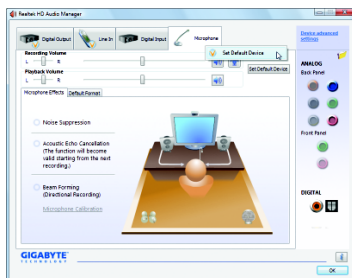 Realtek HD Audio Manager
Digital Output
Line In
Digital Input
Microphone
Device advanced
settings
Set Default Device
Recording Volume
L
R
Set Default Device
Playback Volume
L
R
Microphone Effects
Default Format
ANALOG
Back Panel
Front Panel
DIGITAL
Noise Suppression
Acoustic Echo Cancellation
(The function will become
valid starting from the next
recording.)
Beam Forming
(Directional Recording)
Microphone Calibration
GIGABYTE
TECHNOLOGY
OK